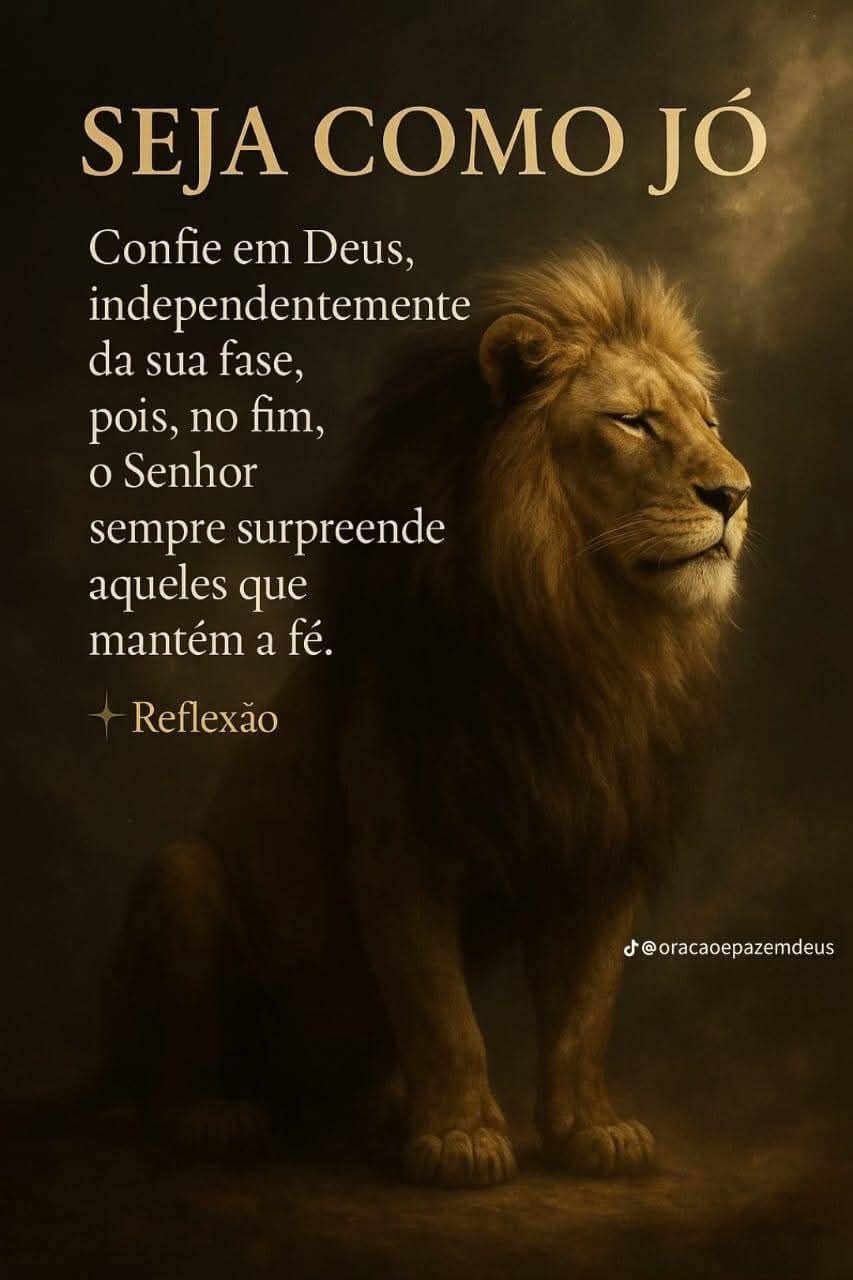 SEJA COMO JÓ
Confie em Deus,
independentemente
da sua fase,
pois, no fim,
o Senhor
sempre surpreende
aqueles que
mantém a fé.
Reflexăo
@oracaoepazemdeus